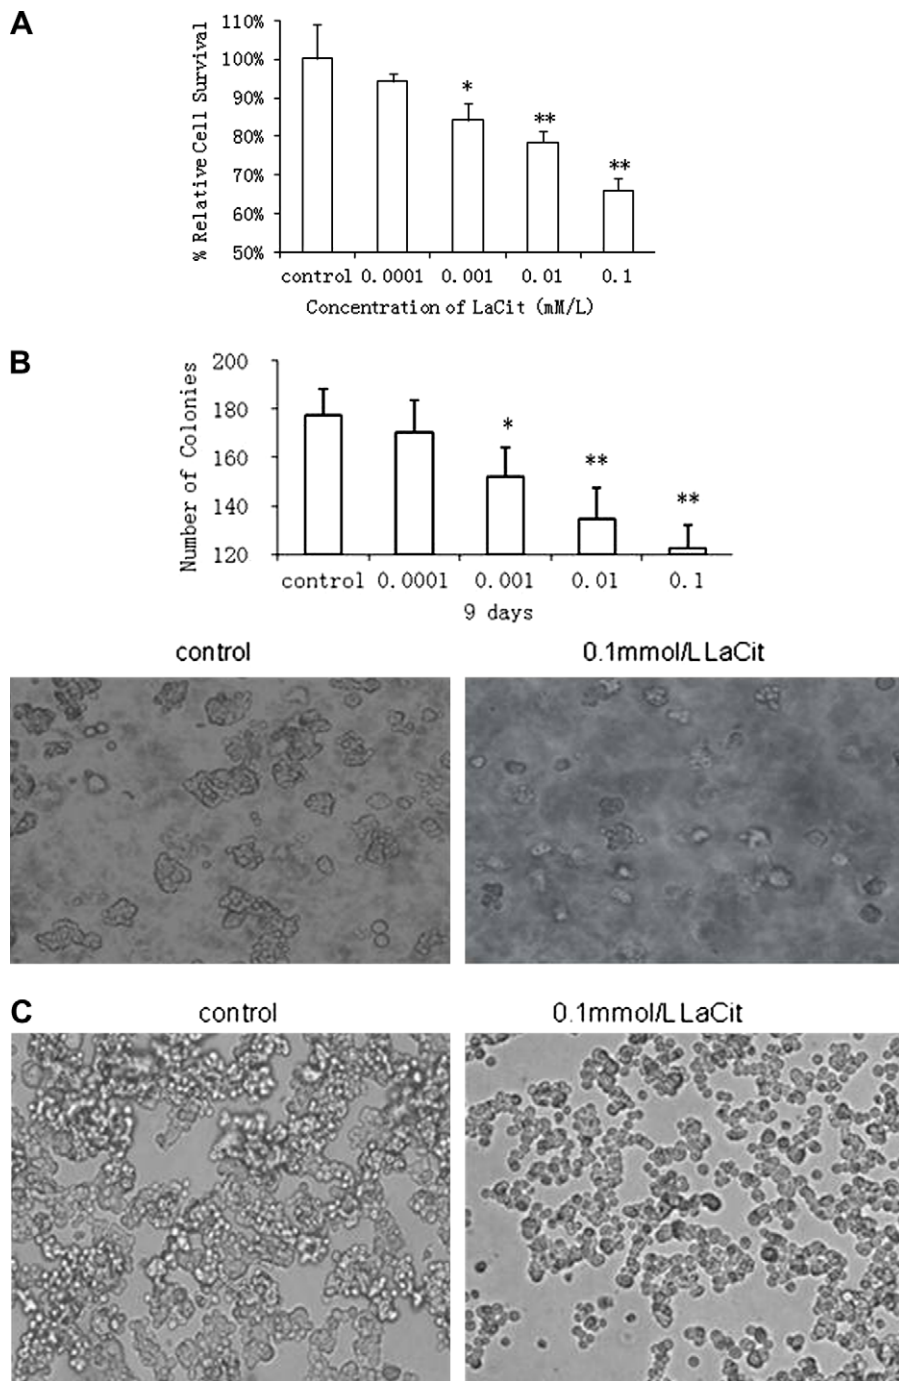 A
110%
100%
90%
80%
70%
60%
50%
% Relative Cell Survival
*
**
**
control 0.0001 0.001 0.01 0.1
Concentration of LaCit (mM/L)
B
200
180
160
140
120
Number of Colonies
*
**
**
control 0.0001 0.001 0.01 0.1
9 days
control 0.1mmol/L LaCit
C
control 0.1mmol/L LaCit